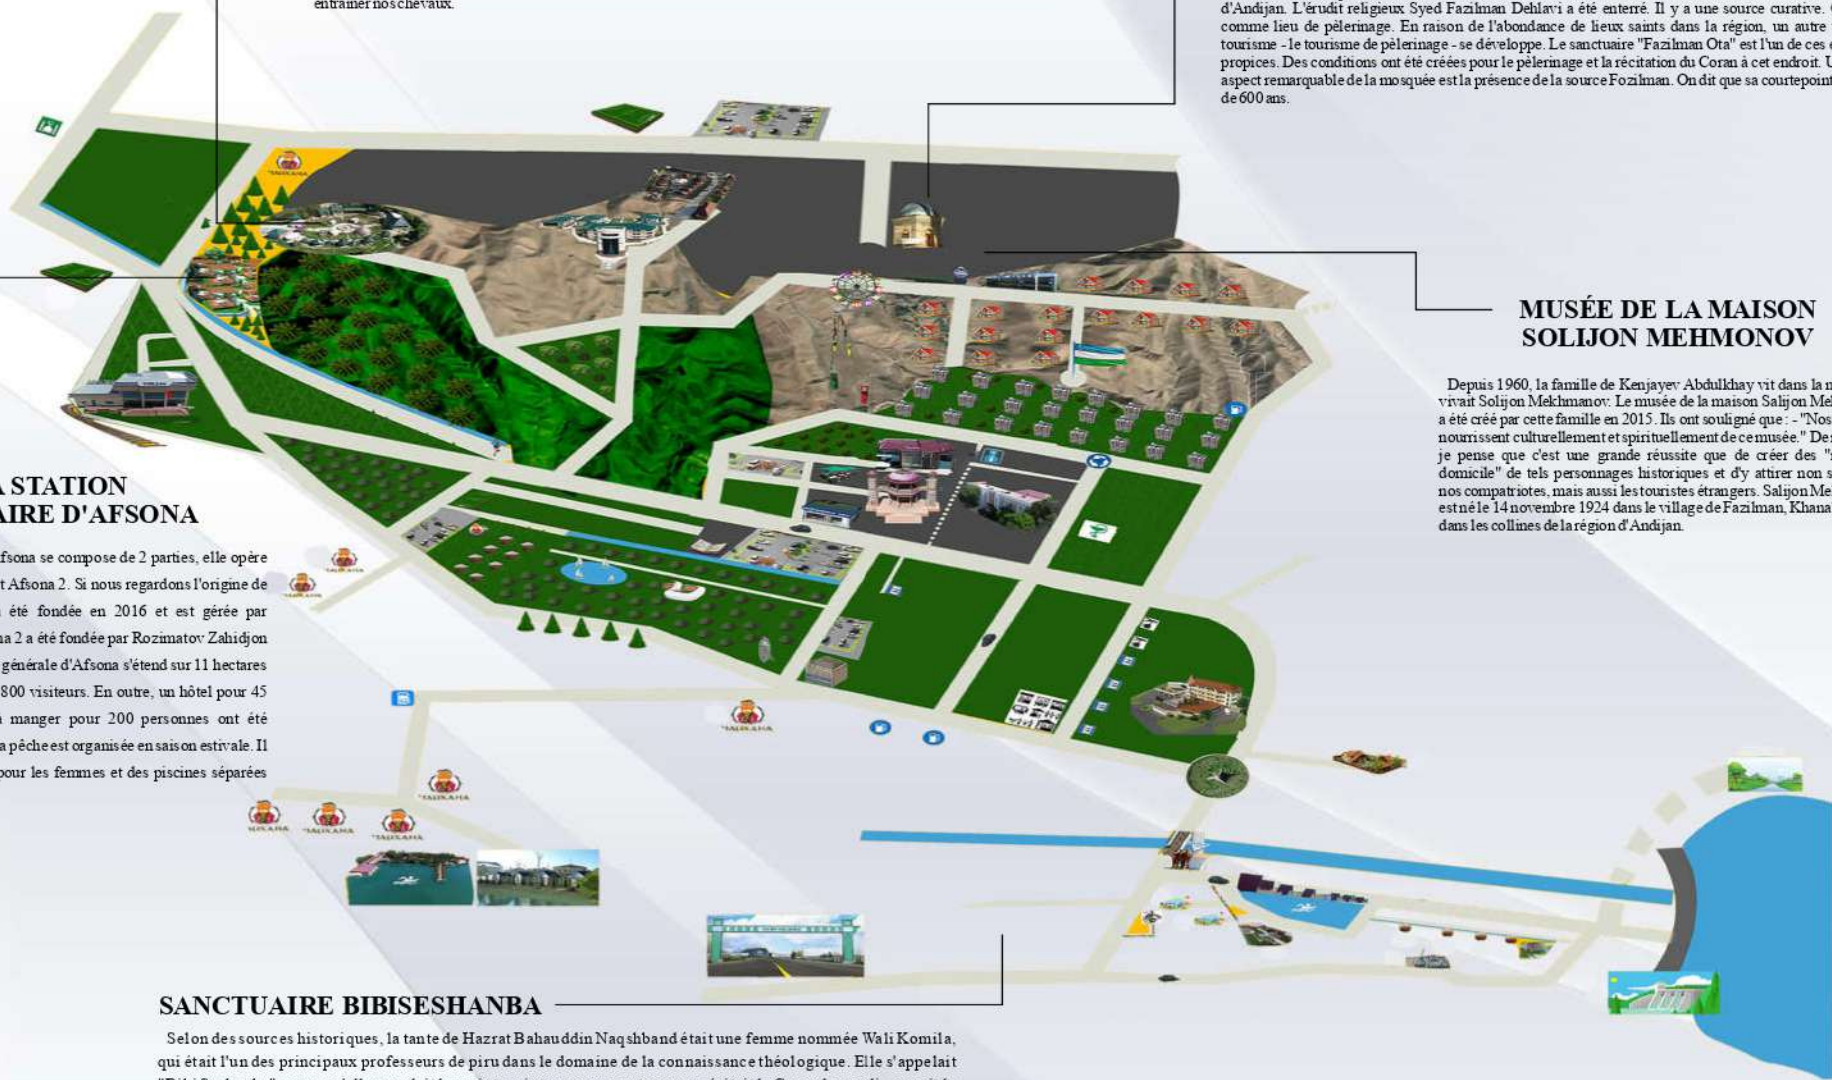 entraîner nos chevaux.
d'Andijan. L'érudit religieux Syed Fazilman Dehlavi a été enterré. Il y a une source curative.
comme lieu de pèlerinage. En raison de l'abondance de lieux saints dans la région, un autre
tourisme - le tourisme de pèlerinage - se développe. Le sanctuaire "Fazilman Ota" est l'un de ces
propices. Des conditions ont été créées pour le pèlerinage et la récitation du Coran à cet endroit.
aspect remarquable de la mosquée est la présence de la source Fozilman. On dit que sa courtepoint
de 600 ans.
MUSÉE DE LA MAISON
SOLIJON MEHMONOV
Depuis 1960, la famille de Kenjayev Abdulkhay vit dans la
vivait Solijon Mekhmanov. Le musée de la maison Salijon
a été créé par cette famille en 2015. Ils ont souligné que : - "Nos
nourrissent culturellement et spirituellement de ce musée."
je pense que c'est une grande réussite que de créer des
domicile" de tels personnages historiques et d'y attirer non
nos compatriotes, mais aussi les touristes étrangers. Salijon
est né le 14 novembre 1924 dans le village de Fazilman, Khana
dans les collines de la région d'Andijan.
A STATION
AIRE D'AFSONA
fsona se compose de 2 parties, elle opère
t Afsona 2. Si nous regardons l'origine de
été fondée en 2016 et est gérée par
na 2 a été fondée par Rozimatov Zahidjon
générale d'Afsona s'étend sur 11 hectares
800 visiteurs. En outre, un hôtel pour 45
manger pour 200 personnes ont été
a pêche est organisée en saison estivale. Il
pour les femmes et des piscines séparées
SANCTUAIRE BIBISESHANBA
Selon des sources historiques, la tante de Hazrat Bahauddin Naqshband était une femme nommée Wali Komila,
qui était l'un des principaux professeurs de piru dans le domaine de la connaissance théologique. Elle s'appelait